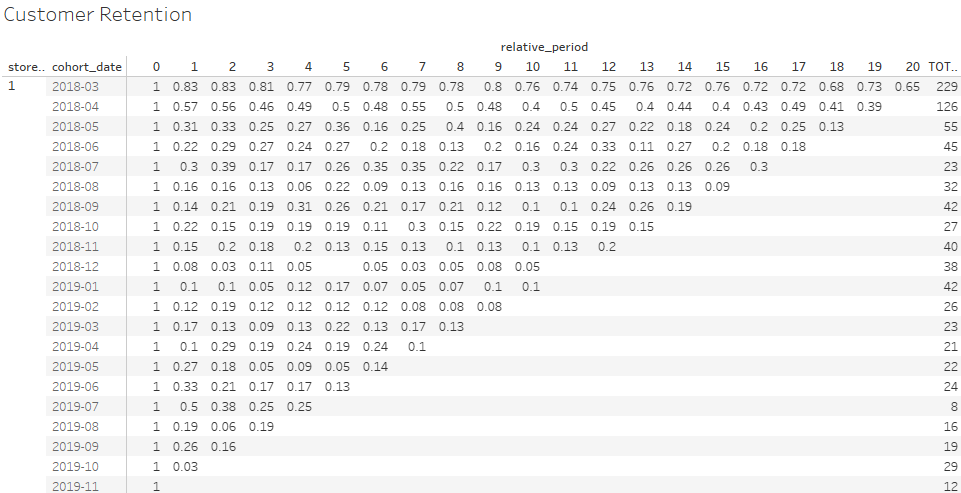 Customer Retention
relative_period
store.. cohort_date 0 1 2 3 4 5 6 7 8 9 10 11 12 13 14 15 16 17 18 19 20 TOT..
1 2018-03 1 0.83 0.83 0.81 0.77 0.79 0.78 0.79 0.78 0.8 0.76 0.74 0.75 0.76 0.72 0.76 0.72 0.72 0.68 0.73 0.65 229
2018-04 1 0.57 0.56 0.46 0.49 0.5 0.48 0.55 0.5 0.48 0.4 0.5 0.45 0.4 0.44 0.4 0.43 0.49 0.41 0.39 126
2018-05 1 0.31 0.33 0.25 0.27 0.36 0.16 0.25 0.4 0.16 0.24 0.24 0.27 0.22 0.18 0.24 0.2 0.25 0.13 55
2018-06 1 0.22 0.29 0.27 0.24 0.27 0.2 0.18 0.13 0.2 0.16 0.24 0.33 0.11 0.27 0.2 0.18 0.18 45
2018-07 1 0.3 0.39 0.17 0.17 0.26 0.35 0.35 0.22 0.17 0.3 0.3 0.22 0.26 0.26 0.26 0.3 23
2018-08 1 0.16 0.16 0.13 0.06 0.22 0.09 0.13 0.16 0.16 0.13 0.13 0.09 0.13 0.13 0.09 32
2018-09 1 0.14 0.21 0.19 0.31 0.26 0.21 0.17 0.21 0.12 0.1 0.1 0.24 0.26 0.19 42
2018-10 1 0.22 0.15 0.19 0.19 0.19 0.11 0.3 0.15 0.22 0.19 0.15 0.19 0.15 27
2018-11 1 0.15 0.2 0.18 0.2 0.13 0.15 0.13 0.1 0.13 0.1 0.13 0.2 40
2018-12 1 0.08 0.03 0.11 0.05 0.05 0.03 0.05 0.08 0.05 38
2019-01 1 0.1 0.1 0.05 0.12 0.17 0.07 0.05 0.07 0.1 0.1 42
2019-02 1 0.12 0.19 0.12 0.12 0.12 0.12 0.08 0.08 0.08 26
2019-03 1 0.17 0.13 0.09 0.13 0.22 0.13 0.17 0.13 23
2019-04 1 0.1 0.29 0.19 0.24 0.19 0.24 0.1 21
2019-05 1 0.27 0.18 0.05 0.09 0.05 0.14 22
2019-06 1 0.33 0.21 0.17 0.17 0.13 24
2019-07 1 0.5 0.38 0.25 0.25 8
2019-08 1 0.19 0.06 0.19 16
2019-09 1 0.26 0.16 19
2019-10 1 0.03 29
2019-11 1 12